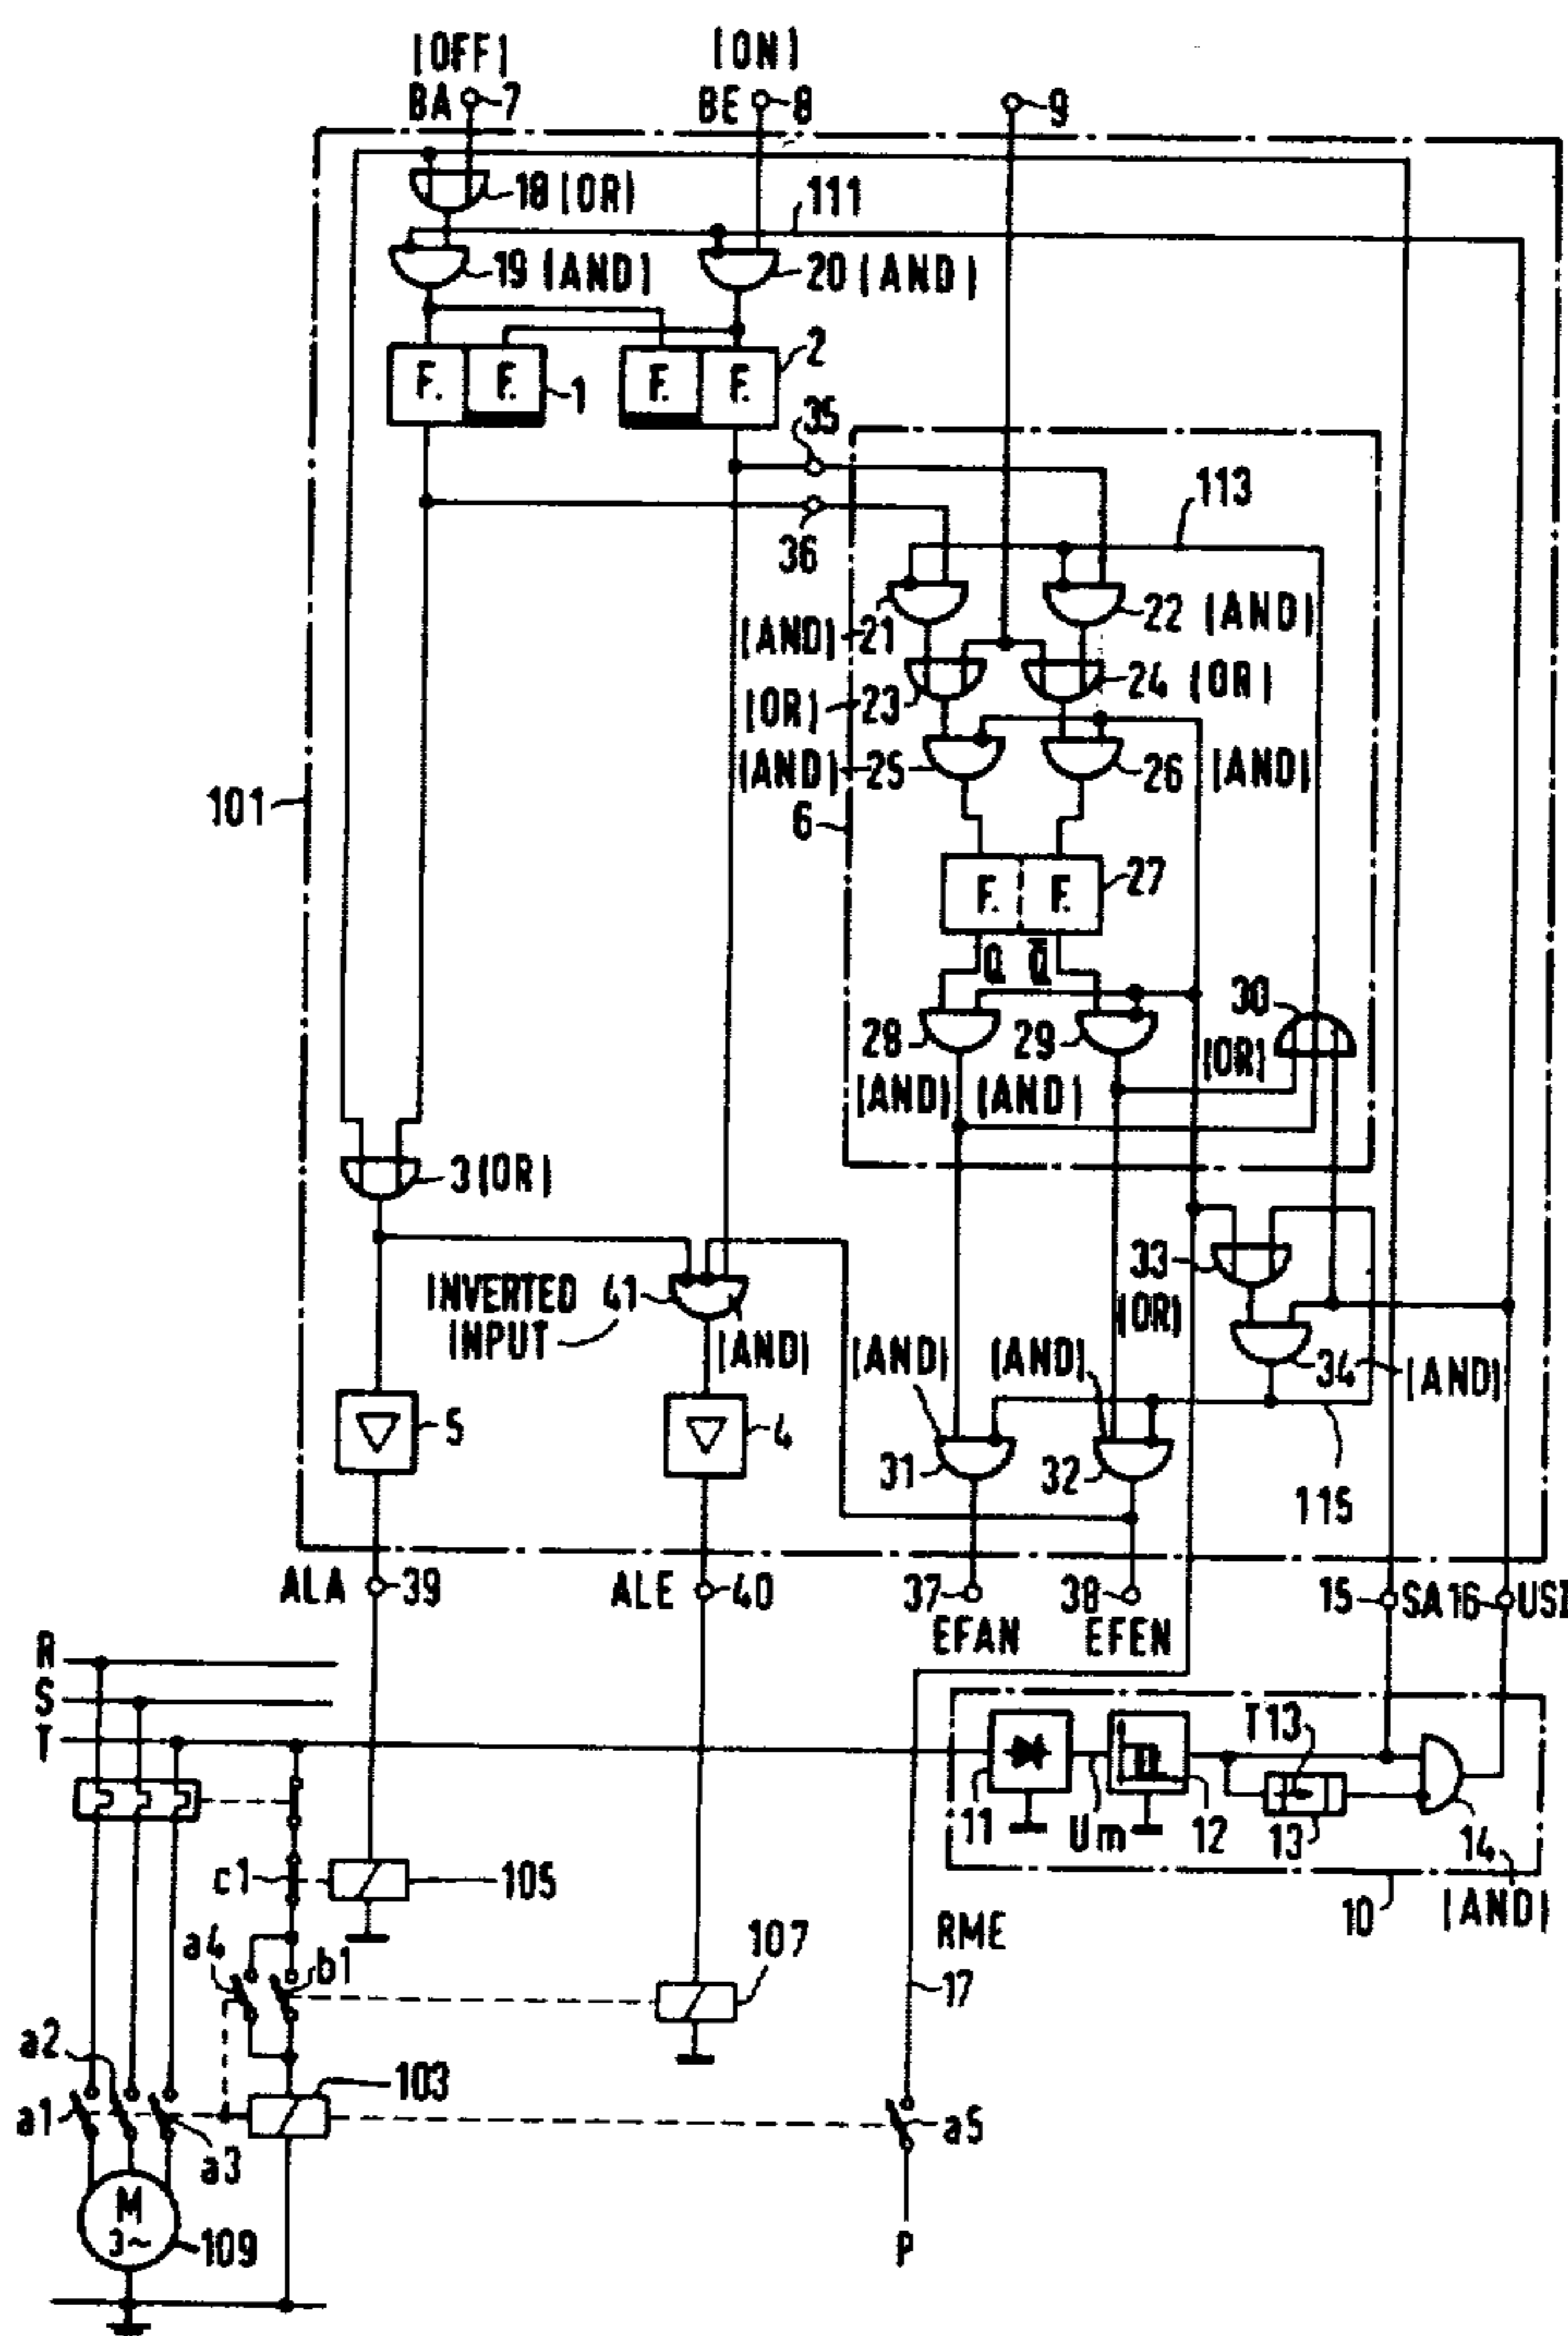 (OFF) (ON)
BA 7 BE 8 9
18 (OR) 111
19 (AND) 20 (AND)
F. F. 1 F. F. 2
35
113
36
(AND) 21 22 (AND)
(OR) 23 24 (OR)
(AND) 25 26 (AND)
101 6
F. F. 27
Q Q̅
28 29 30
(OR)
(AND) (AND)
3 (OR)
33
INVERTED 41
INPUT
(OR)
(AND) (AND) (AND) 34 (AND)
5 4
31 32
115
ALA 39 ALE 40 37 38 15 SA 16 USI
EFAN EFEN
R
S
T
T13
11 Um 12 13 14
c1 105
10 (AND)
a4 b1 107 RME
17
a2
103
a1 a5
a3
M
3~ 109
P